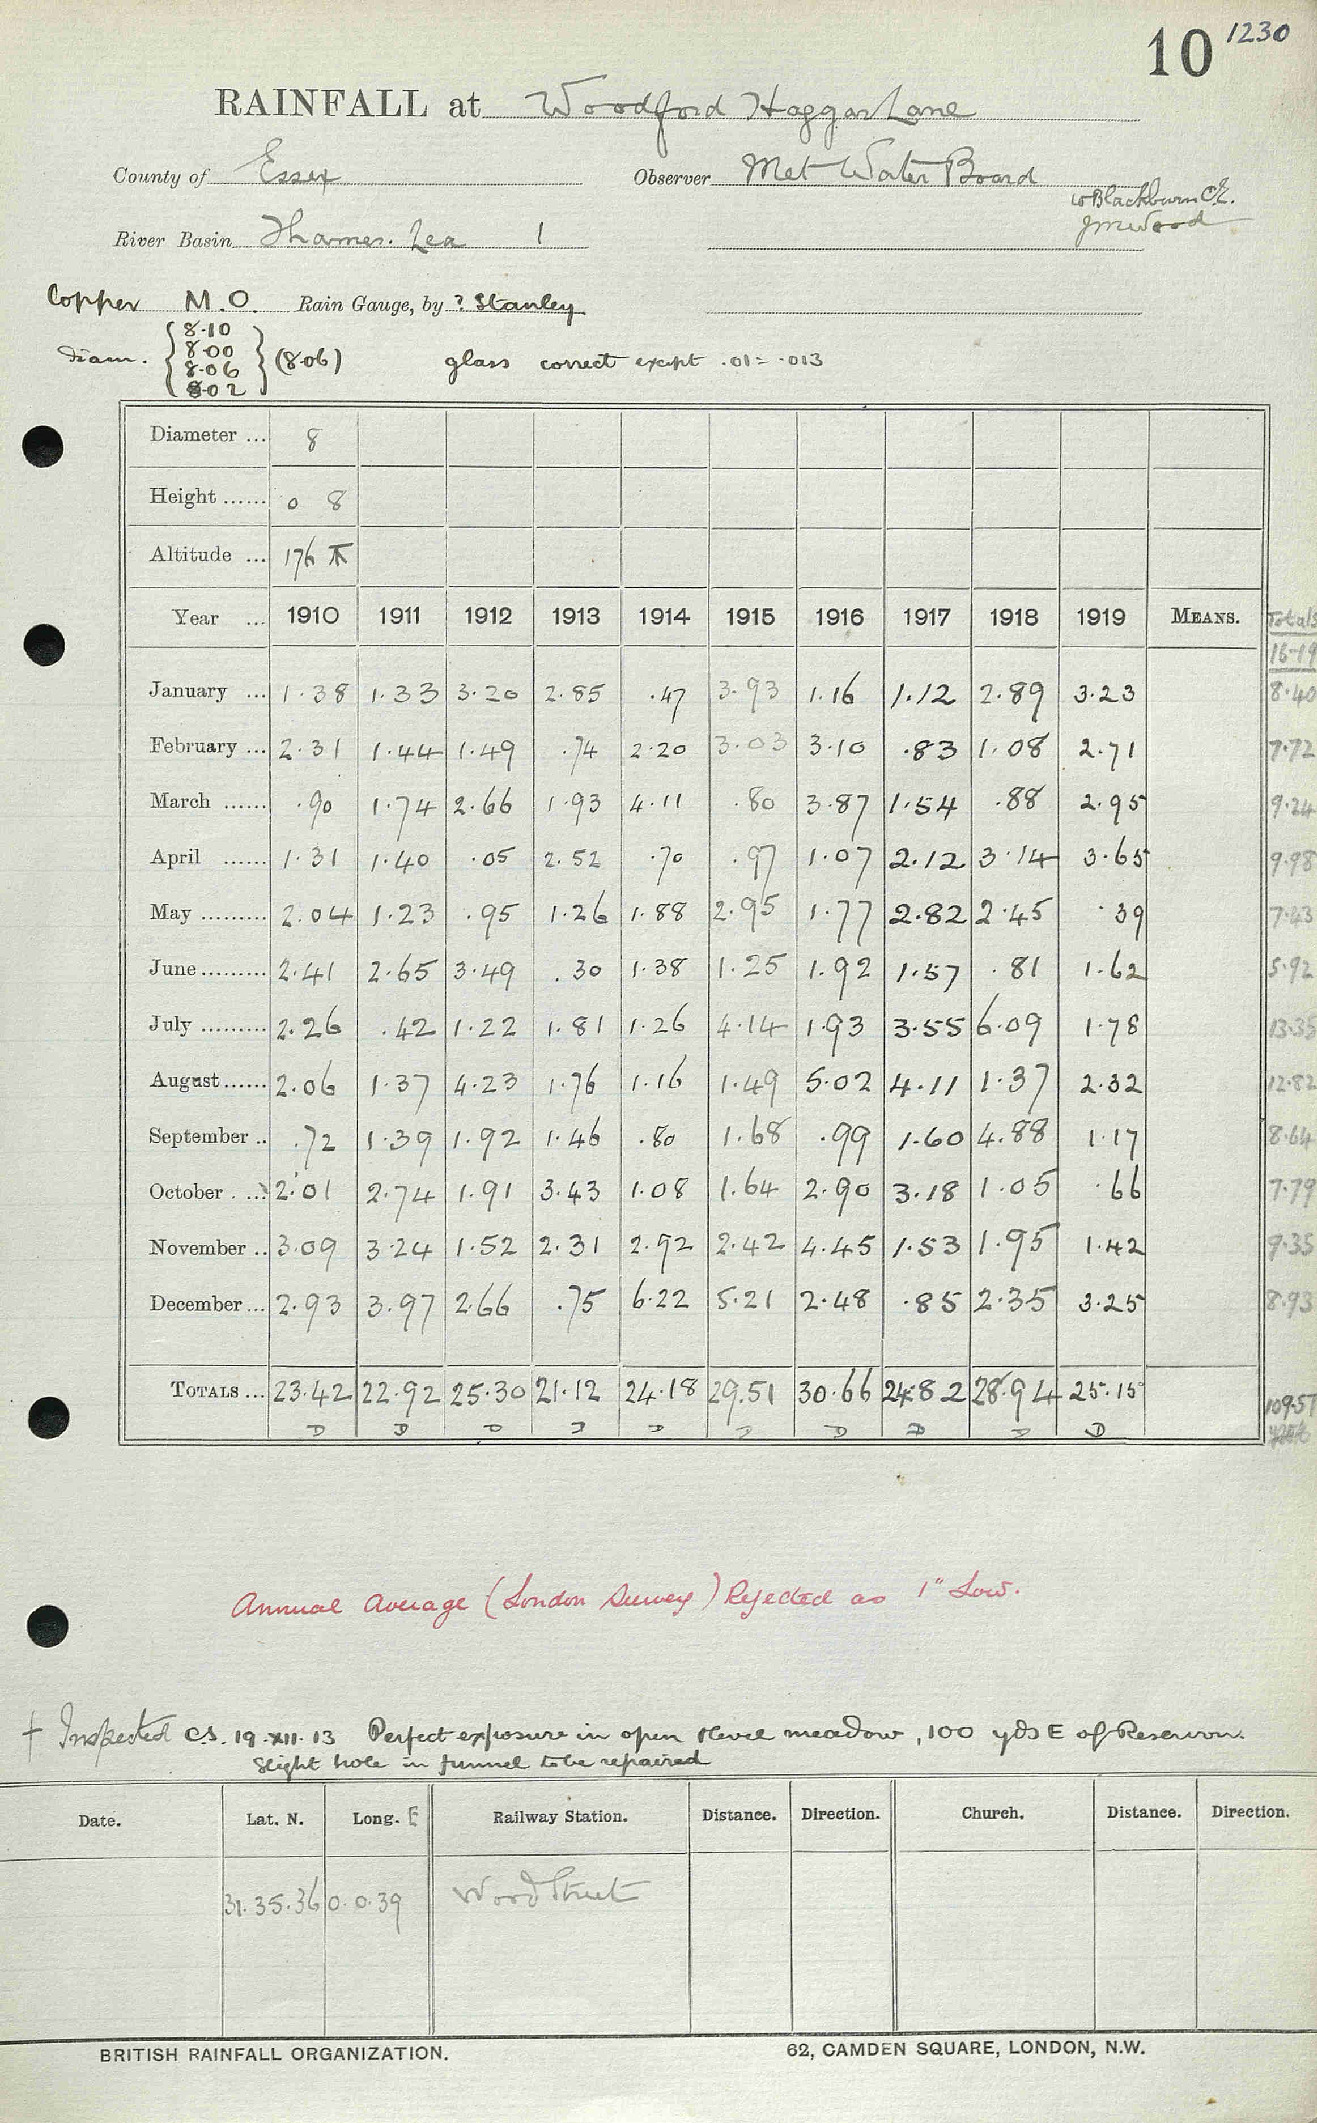 10 1230
RAINFALL at Woodford Haggar Lane
County of Essex Observer Met Water Board
W Blackburn C.E.
River Basin Thames. Lea 1 J M Wood
Copper M.O. Rain Gauge, by ? Stanley
diam. { 8.10 8.00 8.06 8.02 } (8.06) glass correct except .01 = .013
Diameter ... 8
Height ...... 0 8
Altitude ... 176
Year ... 1910 1911 1912 1913 1914 1915 1916 1917 1918 1919 MEANS. Totals
16-19
January ... 1.38 1.33 3.20 2.85 .47 3.93 1.16 1.12 2.89 3.23 8.40
February ... 2.31 1.44 1.49 .74 2.20 3.03 3.10 .83 1.08 2.71 7.72
March ...... .90 1.74 2.66 1.93 4.11 .80 3.87 1.54 .88 2.95 9.24
April ...... 1.31 1.40 .05 2.52 .70 .97 1.07 2.12 3.14 3.65 9.98
May ......... 2.04 1.23 .95 1.26 1.88 2.95 1.77 2.82 2.45 .39 7.43
June ......... 2.41 2.65 3.49 .30 1.38 1.25 1.92 1.57 .81 1.62 5.92
July ......... 2.26 .42 1.22 1.81 1.26 4.14 1.93 3.55 6.09 1.78 13.35
August ...... 2.06 1.37 4.23 1.76 1.16 1.49 5.02 4.11 1.37 2.32 12.82
September .. .72 1.39 1.92 1.46 .80 1.68 .99 1.60 4.88 1.17 8.64
October . ... 2.01 2.74 1.91 3.43 1.08 1.64 2.90 3.18 1.05 .66 7.79
November .. 3.09 3.24 1.52 2.31 2.92 2.42 4.45 1.53 1.95 1.42 9.35
December ... 2.93 3.97 2.66 .75 6.22 5.21 2.48 .85 2.35 3.25 8.93
TOTALS ... 23.42 22.92 25.30 21.12 24.18 29.51 30.66 24.82 28.94 25.15 109.57
D D D D D D D D D D
Annual Average (London Survey) Rejected as 1" Low.
† Inspected C.S. 19.XII.13 Perfect exposure in open level meadow, 100 yds E of Reservoir.
Slight hole in funnel to be repaired
Date. Lat. N. Long. E Railway Station. Distance. Direction. Church. Distance. Direction.
31.35.36 0.0.39 Wood Street
BRITISH RAINFALL ORGANIZATION. 62, CAMDEN SQUARE, LONDON, N.W.